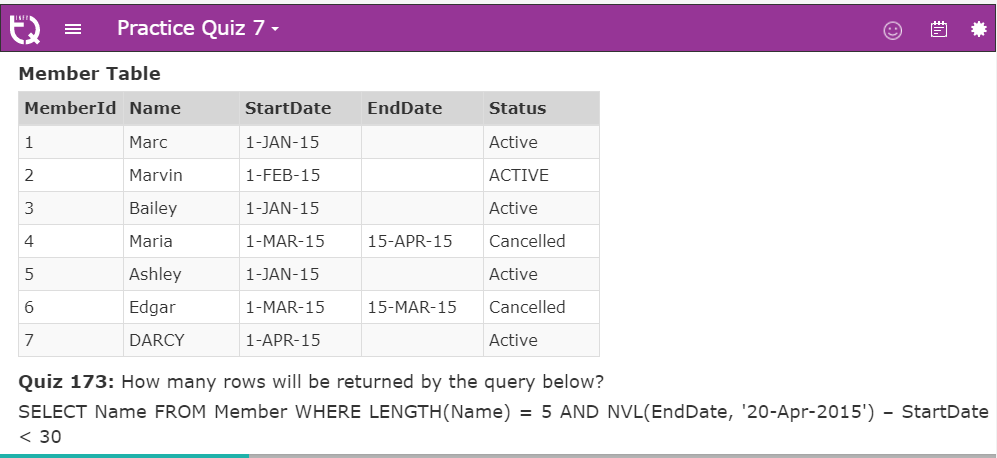 INFY
TQ
Practice Quiz 7
Member Table
MemberId Name StartDate EndDate Status
1 Marc 1-JAN-15 Active
2 Marvin 1-FEB-15 ACTIVE
3 Bailey 1-JAN-15 Active
4 Maria 1-MAR-15 15-APR-15 Cancelled
5 Ashley 1-JAN-15 Active
6 Edgar 1-MAR-15 15-MAR-15 Cancelled
7 DARCY 1-APR-15 Active
Quiz 173: How many rows will be returned by the query below?
SELECT Name FROM Member WHERE LENGTH(Name) = 5 AND NVL(EndDate, '20-Apr-2015') – StartDate
< 30